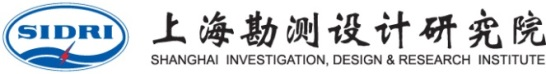 SIDRI
上海勘测设计研究院
SHANGHAI INVESTIGATION, DESIGN & RESEARCH INSTITUTE